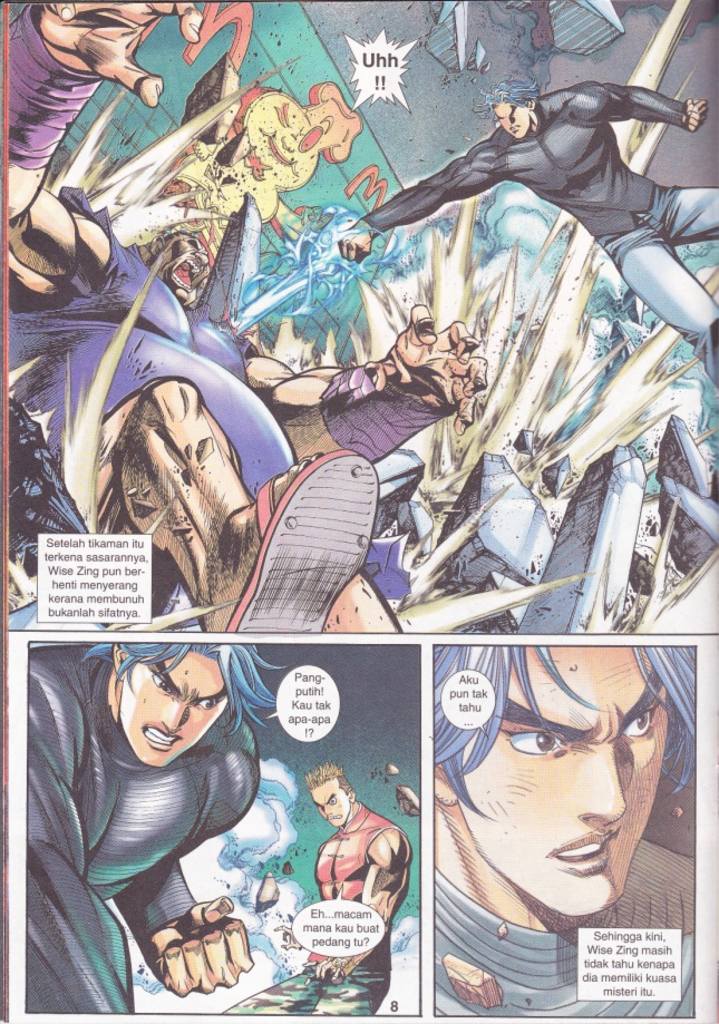 Uhh
!!
Setelah tikaman itu
terkena sasarannya,
Wise Zing pun ber-
henti menyerang
kerana membunuh
bukanlah sifatnya.
Pang-
putih!
Kau tak
apa-apa
!?
Eh...macam
mana kau buat
pedang tu?
8
Aku
pun tak
tahu ...
Sehingga kini,
Wise Zing masih
tidak tahu kenapa
dia memiliki kuasa
misteri itu.